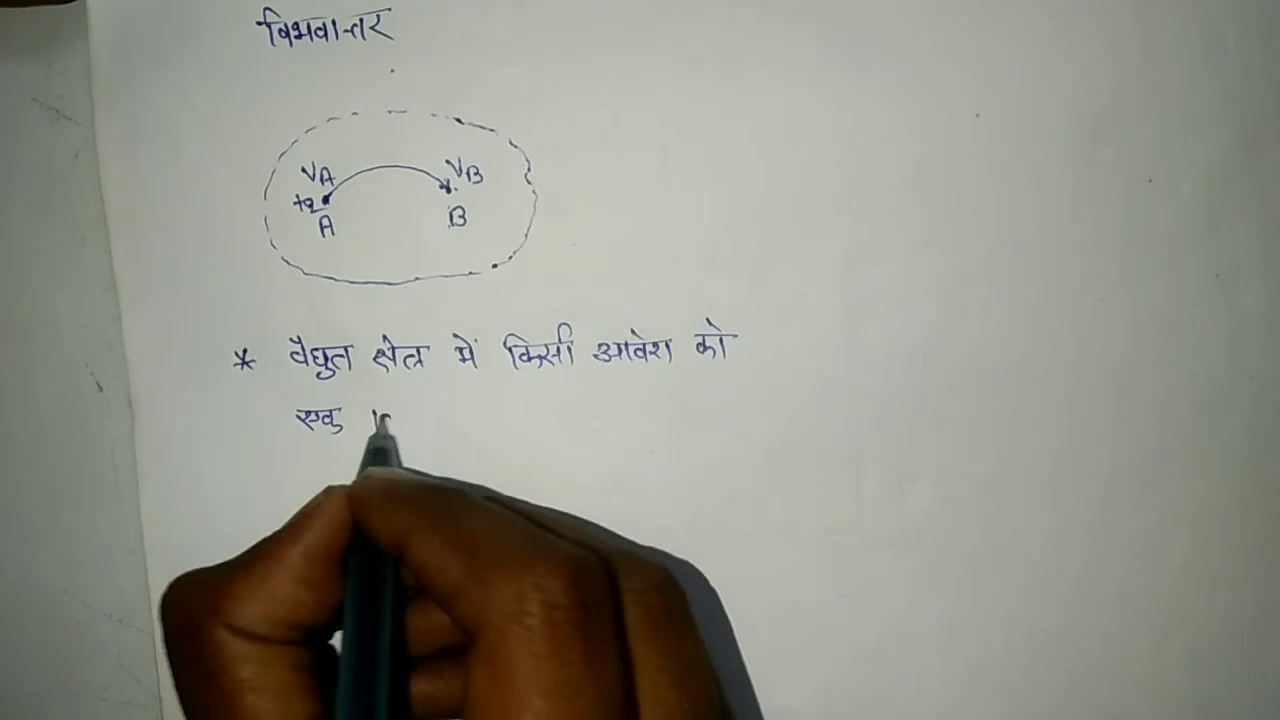 विभवान्तर
VA VB
+q
A B
* वैद्युत क्षेत्र में किसी आवेश को
एक